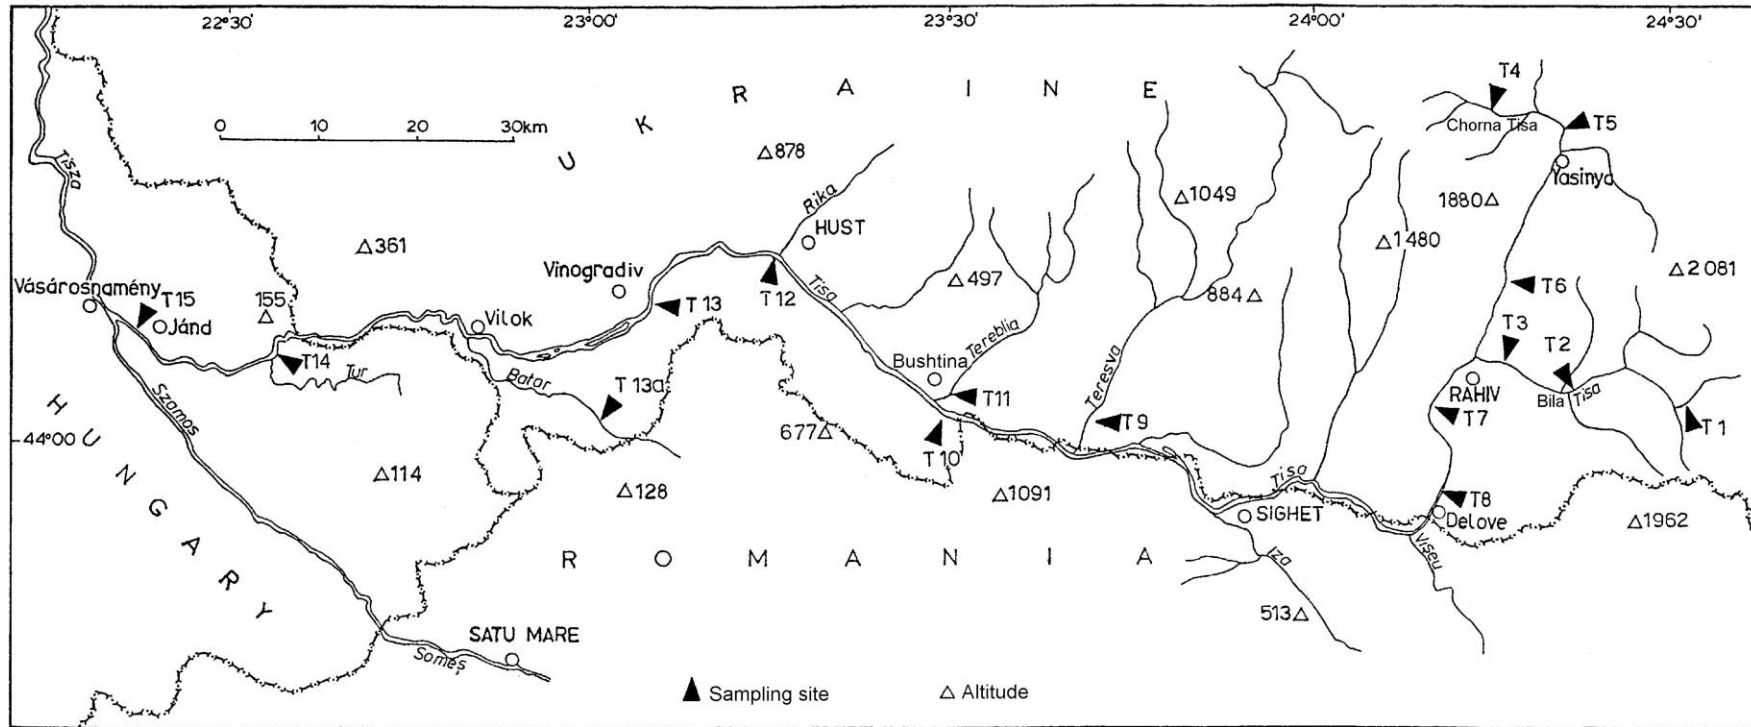 22°30'
23°00'
23°30'
24°00'
24°30'
UKRAINE
0 10 20 30km
T4
Chorna Tisa
T5
Yasinya
878
1049
1880
Rika
HUST
Tisza
361
1480
2081
Vinogradiv
Vásárosnamény
T15
155
Jánd
Vilok
T13
T12
Tisa
497
884
T6
T3
T2
T14
Tur
Batar
T13a
Bushtina
Tereblia
T11
Teresva
T9
RAHIV
Bila Tisa
T7
T1
Szamos
44°00'
HUNGARY
114
128
677
T10
1091
Tisa
SIGHET
T8
Delove
1962
ROMANIA
Iza
Viseu
513
SATU MARE
Someş
Sampling site
Altitude